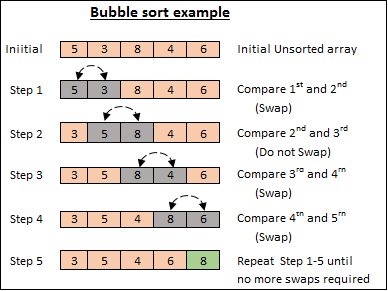 Bubble sort example
Iniitial 5 3 8 4 6 Initial Unsorted array
Step 1 5 3 8 4 6 Compare 1st and 2nd
(Swap)
Step 2 3 5 8 4 6 Compare 2nd and 3rd
(Do not Swap)
Step 3 3 5 8 4 6 Compare 3rd and 4rn
(Swap)
Step 4 3 5 4 8 6 Compare 4tn and 5rn
(Swap)
Step 5 3 5 4 6 8 Repeat Step 1-5 until
no more swaps required